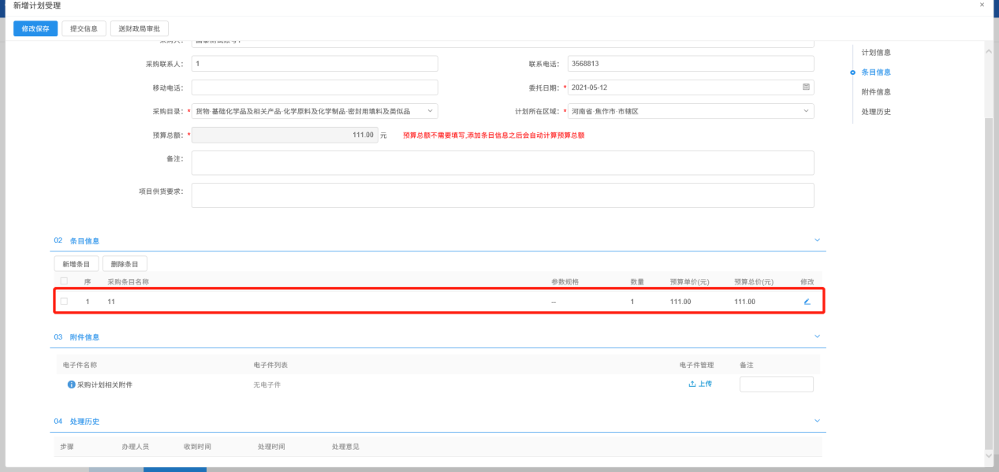 新增计划受理 ×
修改保存 提交信息 送财政局审批
采购联系人： 1 联系电话： 3568813
移动电话： 委托日期： * 2021-05-12
采购目录： * 货物·基础化学品及相关产品·化学原料及化学制品·密封用填料及类似品 计划所在区域： * 河南省·焦作市·市辖区
预算总额： * 111.00 元 预算总额不需要填写,添加条目信息之后会自动计算预算总额
备注：
项目供货要求：
计划信息
条目信息
附件信息
处理历史
02 条目信息
新增条目 删除条目
序 采购条目名称 参数规格 数量 预算单价(元) 预算总价(元) 修改
1 11 -- 1 111.00 111.00
03 附件信息
电子件名称 电子件列表 电子件管理 备注
采购计划相关附件 无电子件 上传
04 处理历史
步骤 办理人员 收到时间 处理时间 处理意见